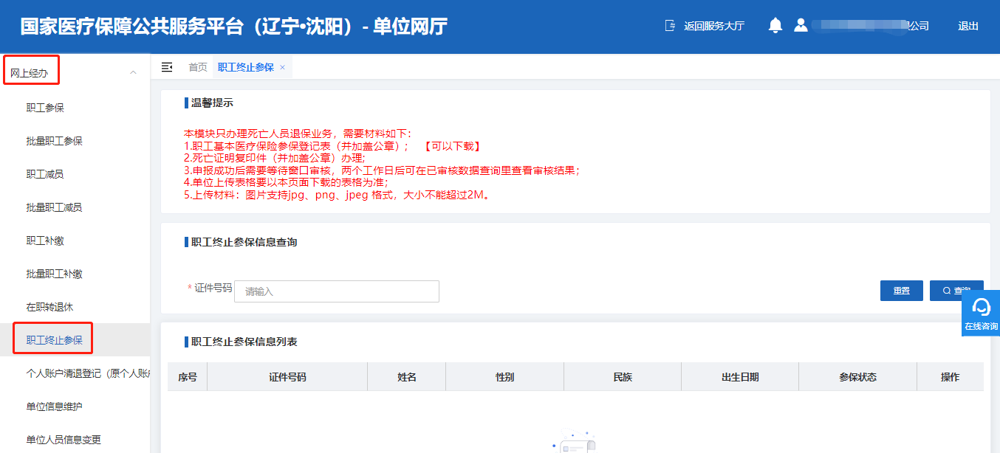 国家医疗保障公共服务平台（辽宁•沈阳）- 单位网厅
返回服务大厅
公司
退出
网上经办
首页
职工终止参保 ×
职工参保
批量职工参保
职工减员
批量职工减员
职工补缴
批量职工补缴
在职转退休
职工终止参保
个人账户清退登记（原个人账
单位信息维护
单位人员信息变更
温馨提示
本模块只办理死亡人员退保业务，需要材料如下：
1.职工基本医疗保险参保登记表（并加盖公章）； 【可以下载】
2.死亡证明复印件（并加盖公章）办理;
3.申报成功后需要等待窗口审核，两个工作日后可在已审核数据查询里查看审核结果；
4.单位上传表格要以本页面下载的表格为准；
5.上传材料：图片支持jpg、png、jpeg 格式，大小不能超过2M。
职工终止参保信息查询
* 证件号码 请输入
重置
查询
在线咨询
职工终止参保信息列表
序号 证件号码 姓名 性别 民族 出生日期 参保状态 操作